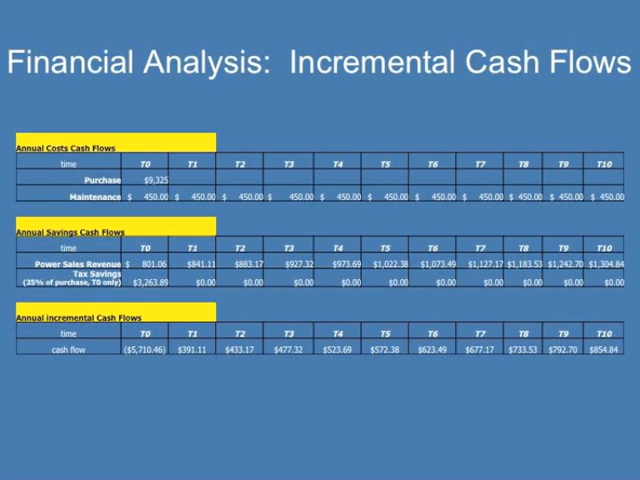 Financial Analysis:  Incremental Cash Flows
Annual Costs Cash Flows
time T0 T1 T2 T3 T4 T5 T6 T7 T8 T9 T10
Purchase $9,325
Maintenance $ 450.00 $ 450.00 $ 450.00 $ 450.00 $ 450.00 $ 450.00 $ 450.00 $ 450.00 $ 450.00 $ 450.00 $ 450.00
Annual Savings Cash Flows
time T0 T1 T2 T3 T4 T5 T6 T7 T8 T9 T10
Power Sales Revenue $ 801.06 $841.11 $883.17 $927.32 $973.69 $1,022.38 $1,073.49 $1,127.17 $1,183.53 $1,242.70 $1,304.84
Tax Savings
(35% of purchase, T0 only) $3,263.89 $0.00 $0.00 $0.00 $0.00 $0.00 $0.00 $0.00 $0.00 $0.00 $0.00
Annual incremental Cash Flows
time T0 T1 T2 T3 T4 T5 T6 T7 T8 T9 T10
cash flow ($5,710.46) $391.11 $433.17 $477.32 $523.69 $572.38 $623.49 $677.17 $733.53 $792.70 $854.84